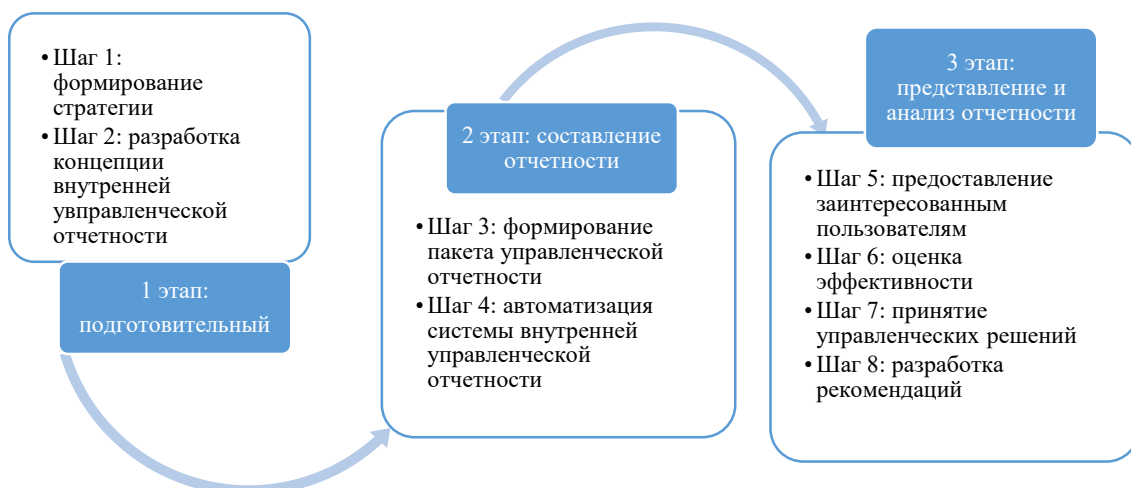 • Шаг 1:
формирование
стратегии
• Шаг 2: разработка
концепции
внутренней
увправленческой
отчетности
1 этап:
подготовительный
2 этап: составление
отчетности
• Шаг 3: формирование
пакета управленческой
отчетности
• Шаг 4: автоматизация
системы внутренней
управленческой
отчетности
3 этап:
представление и
анализ отчетности
• Шаг 5: предоставление
заинтересованным
пользователям
• Шаг 6: оценка
эффективности
• Шаг 7: принятие
управленческих решений
• Шаг 8: разработка
рекомендаций